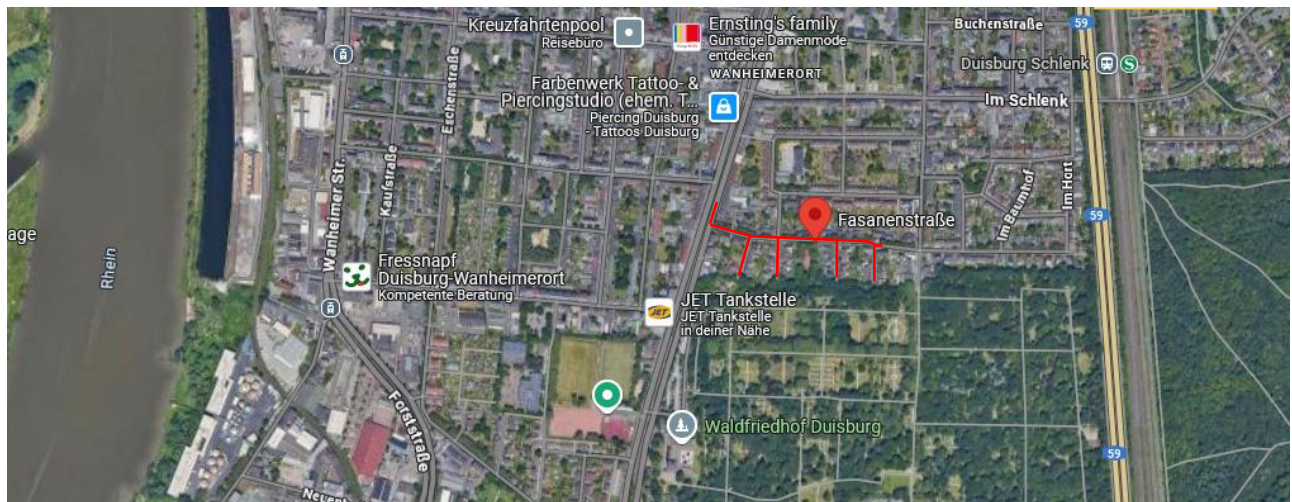 Kreuzfahrtenpool
Reisebüro
Ernsting's family
Günstige Damenmode
entdecken
WANHEIMERORT
Buchenstraße
59
Duisburg Schlenk
S
Im Schlenk
Farbenwerk Tattoo- &
Piercingstudio (ehem. T...
Piercing Duisburg
- Tattoos Duisburg
Eschenstraße
Kaufstraße
Wanheimer Str.
Im Hort
Im Baumhof
59
Fasanenstraße
age
Rhein
Fressnapf
Duisburg-Wanheimerort
Kompetente Beratung
JET
JET Tankstelle
JET Tankstelle
in deiner Nähe
Forststraße
Waldfriedhof Duisburg
59